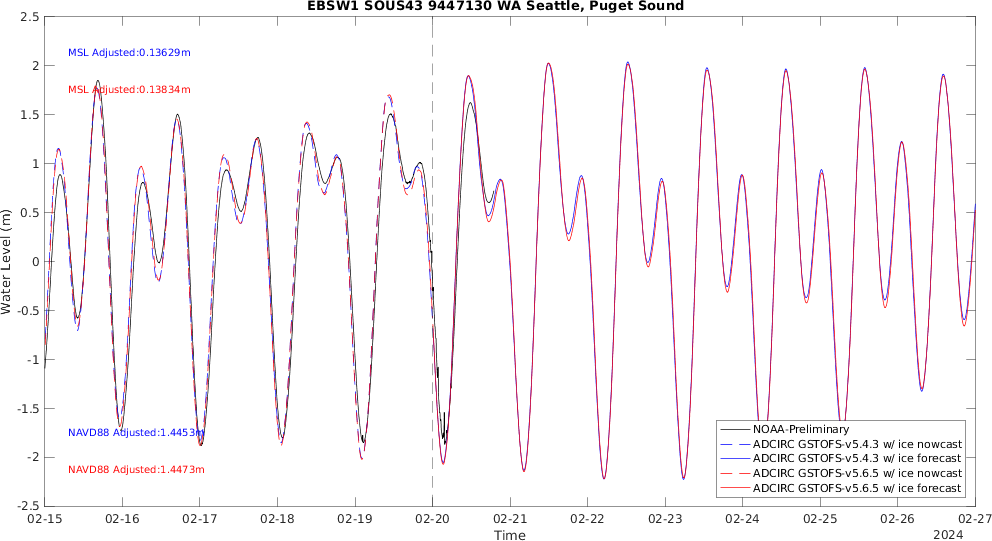 EBSW1 SOUS43 9447130 WA Seattle, Puget Sound
2.5
2
1.5
1
0.5
0
-0.5
-1
-1.5
-2
-2.5
Water Level (m)
MSL Adjusted:0.13629m
MSL Adjusted:0.13834m
NAVD88 Adjusted:1.4453m
NAVD88 Adjusted:1.4473m
NOAA-Preliminary
ADCIRC GSTOFS-v5.4.3 w/ ice nowcast
ADCIRC GSTOFS-v5.4.3 w/ ice forecast
ADCIRC GSTOFS-v5.6.5 w/ ice nowcast
ADCIRC GSTOFS-v5.6.5 w/ ice forecast
02-15 02-16 02-17 02-18 02-19 02-20 02-21 02-22 02-23 02-24 02-25 02-26 02-27
Time
2024